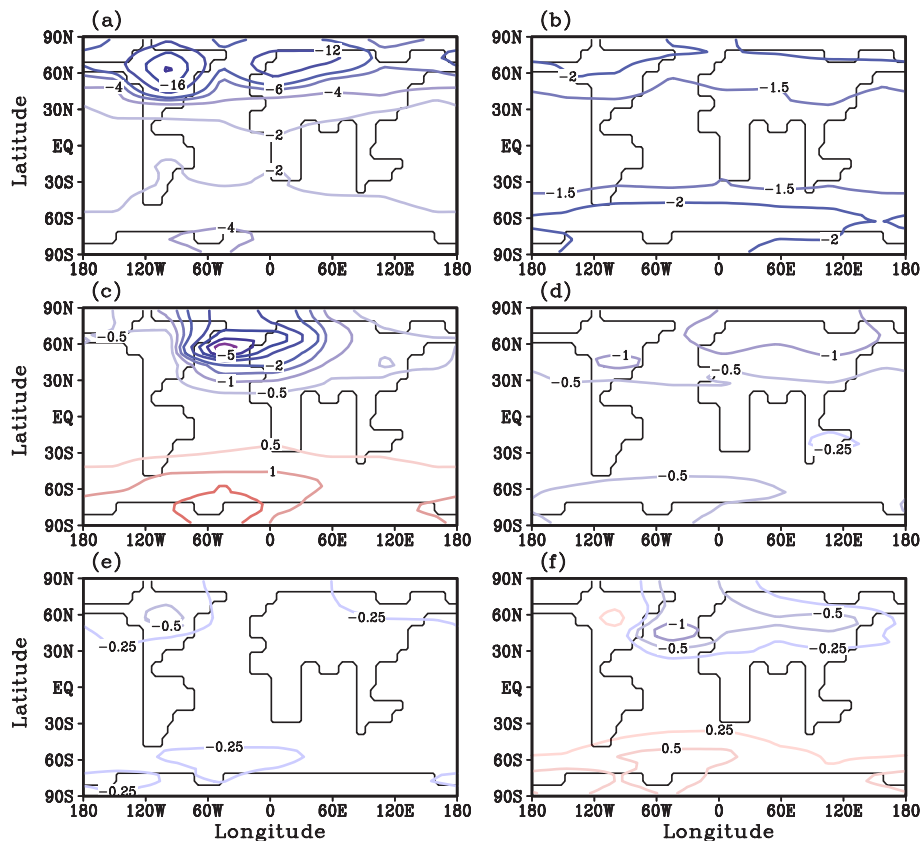 (a) (b)
90N 90N
60N 60N
30N 30N
EQ EQ
30S 30S
60S 60S
90S 90S
Latitude
-12
-16
-4 -6 -4
-2
-2
-4
-2
-1.5
-1.5 -1.5
-2
-2
180 120W 60W 0 60E 120E 180 180 120W 60W 0 60E 120E 180
(c) (d)
90N 90N
60N 60N
30N 30N
EQ EQ
30S 30S
60S 60S
90S 90S
Latitude
-0.5
-5
-2
-1
-0.5
0.5
1
-1 -1
-0.5 -0.5
-0.25
-0.5
180 120W 60W 0 60E 120E 180 180 120W 60W 0 60E 120E 180
(e) (f)
90N 90N
60N 60N
30N 30N
EQ EQ
30S 30S
60S 60S
90S 90S
Latitude
-0.25
-0.5
-0.25
-0.25
-0.25
-0.5
-1
-0.5 -0.25
0.25
0.5
180 120W 60W 0 60E 120E 180 180 120W 60W 0 60E 120E 180
Longitude Longitude